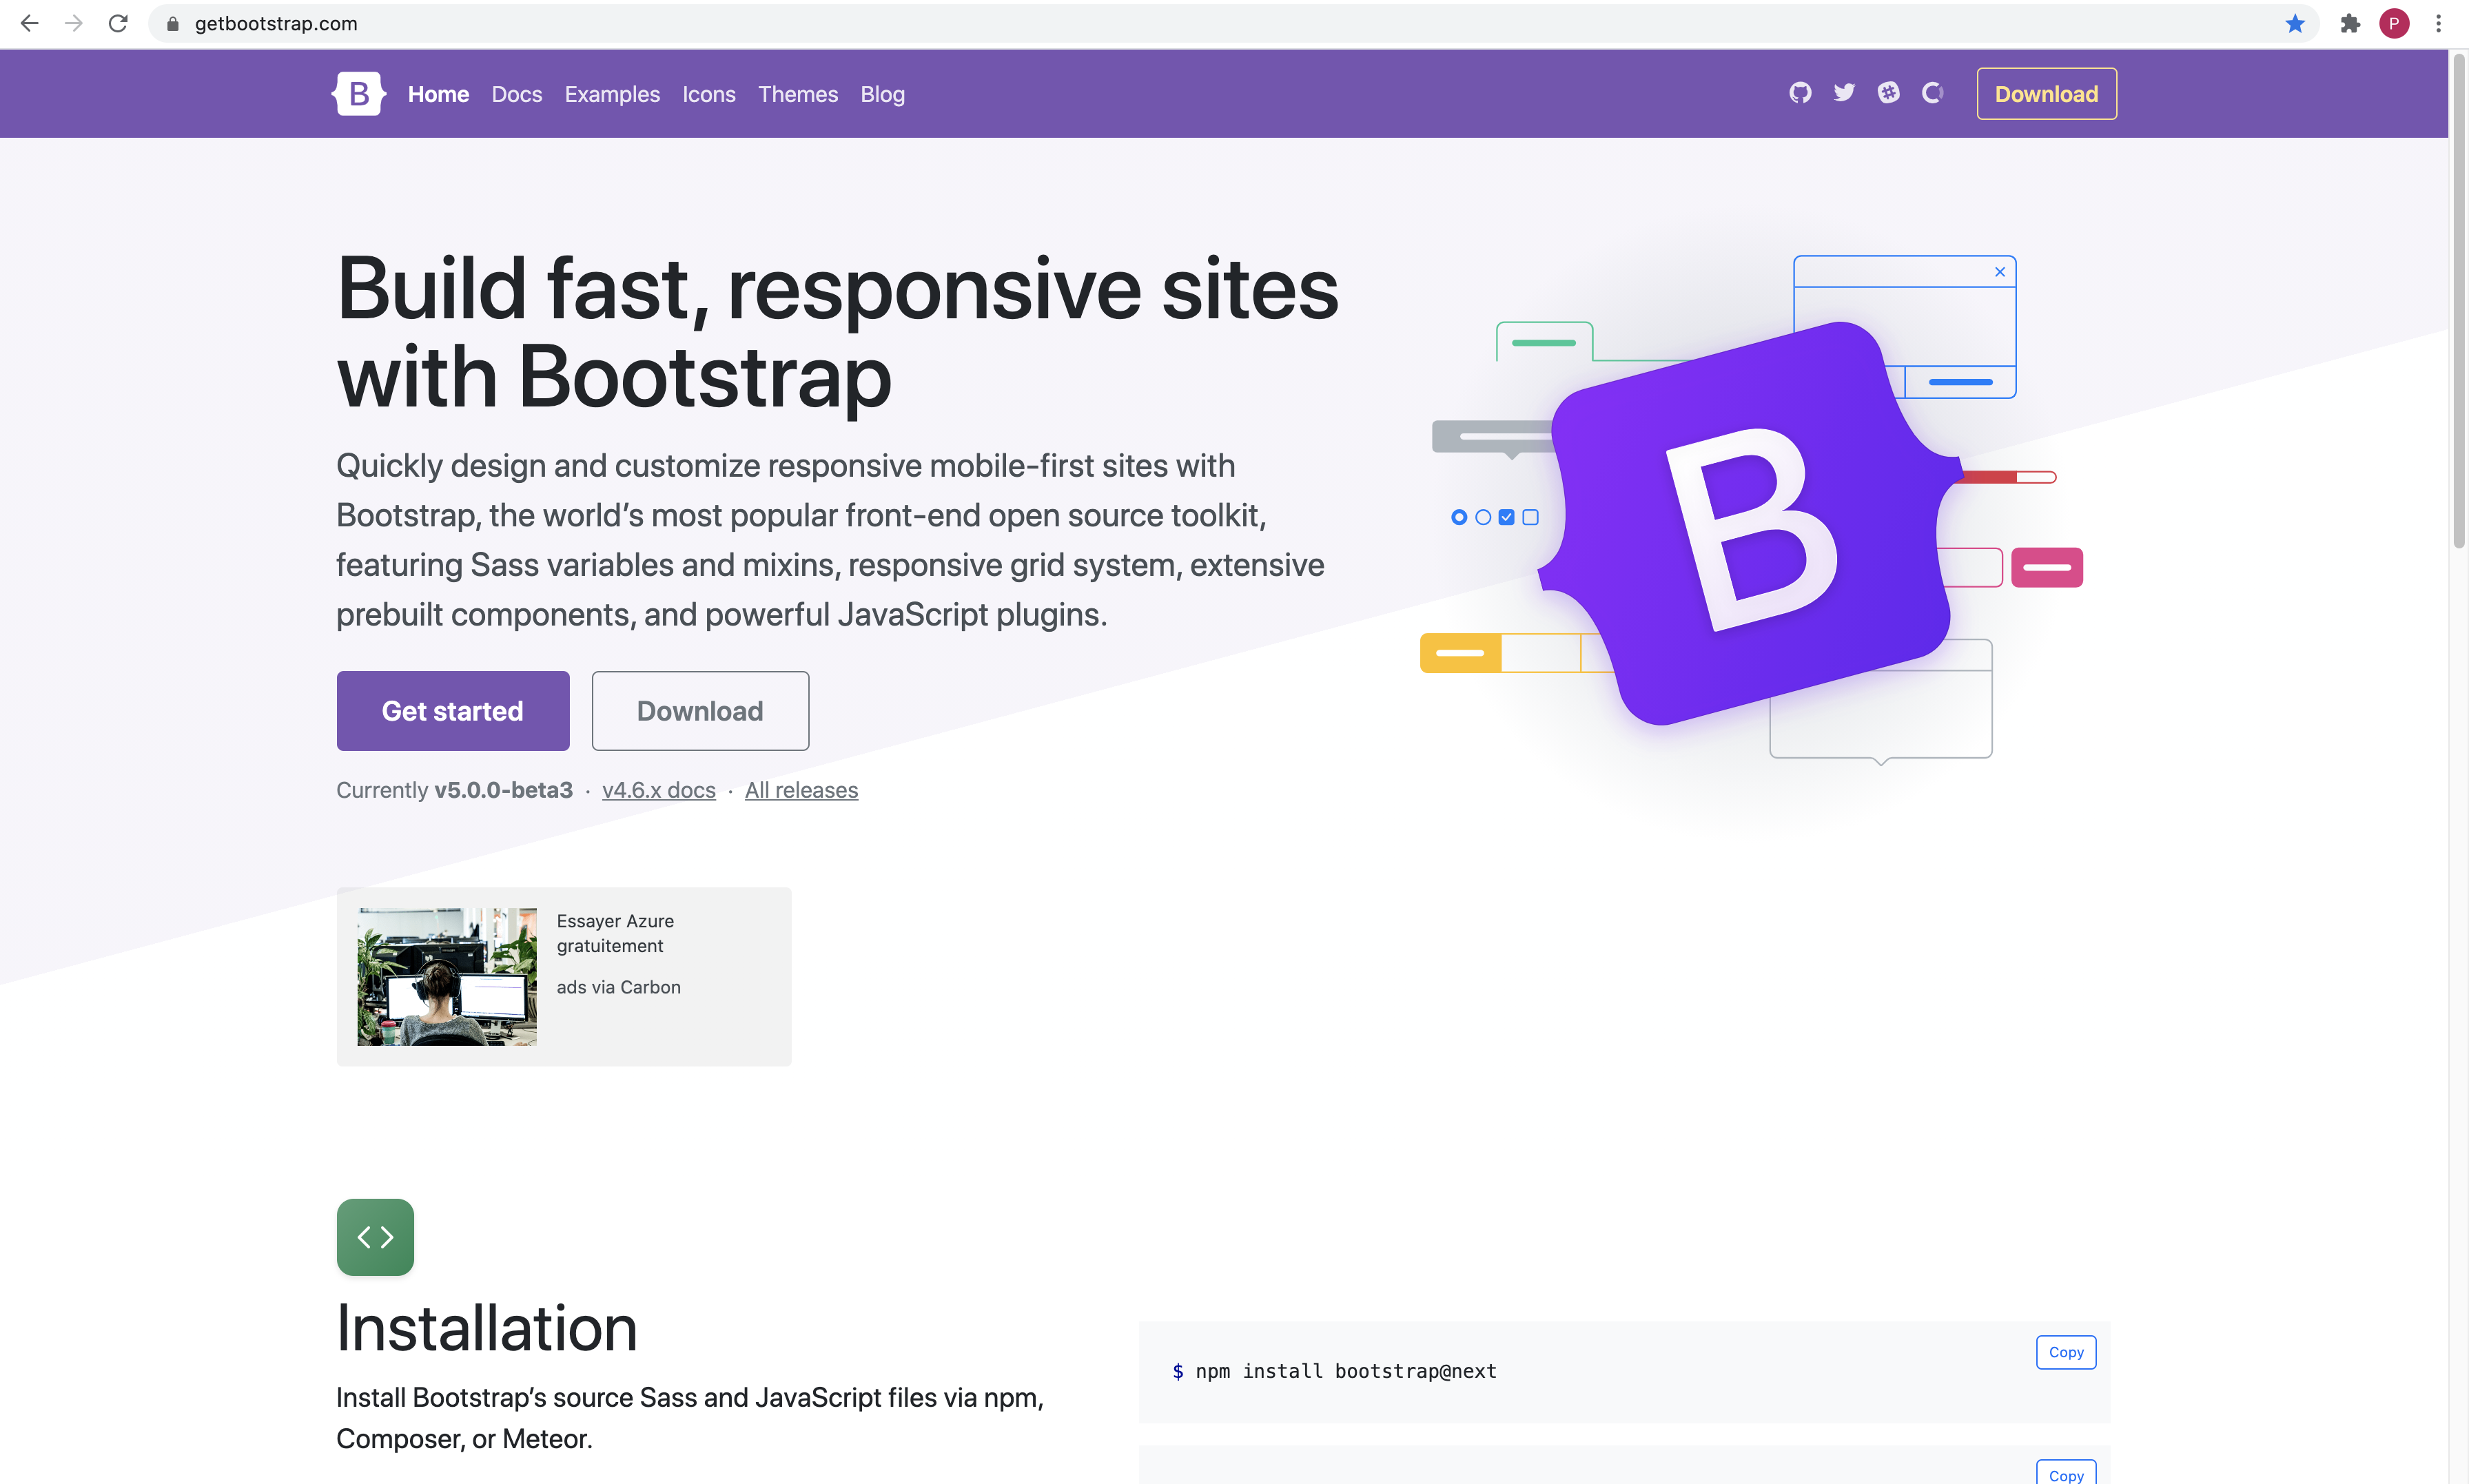 getbootstrap.com
P
B
Home Docs Examples Icons Themes Blog
Download
Build fast, responsive sites
with Bootstrap
Quickly design and customize responsive mobile-first sites with
Bootstrap, the world’s most popular front-end open source toolkit,
featuring Sass variables and mixins, responsive grid system, extensive
prebuilt components, and powerful JavaScript plugins.
B
Get started
Download
Currently v5.0.0-beta3 · v4.6.x docs · All releases
Essayer Azure
gratuitement
ads via Carbon
Installation
Install Bootstrap’s source Sass and JavaScript files via npm,
Composer, or Meteor.
Copy
$ npm install bootstrap@next
Copy